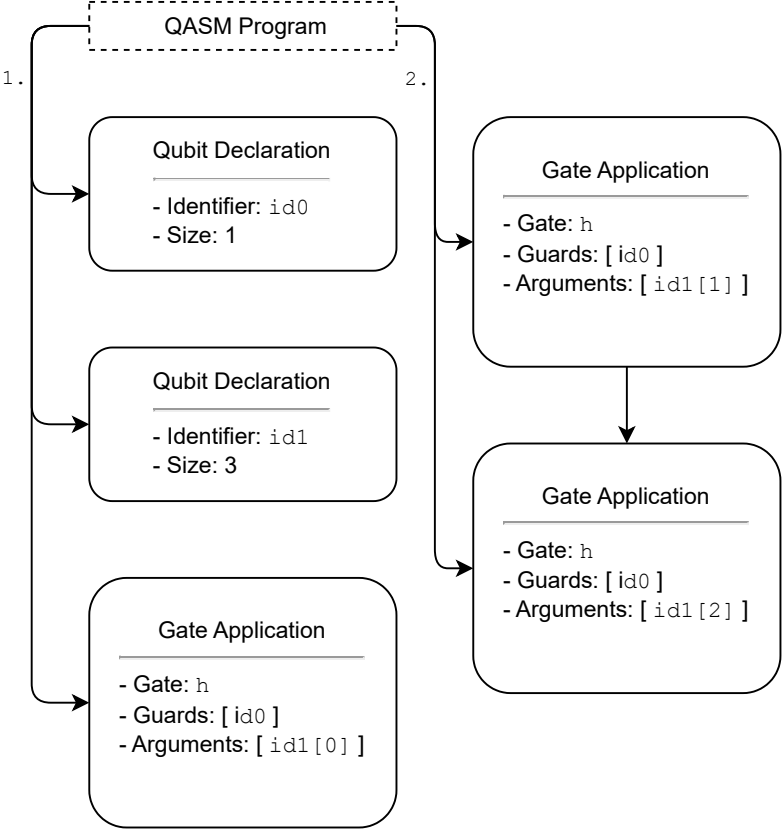 QASM Program
1.
Qubit Declaration
- Identifier: id0
- Size: 1
Qubit Declaration
- Identifier: id1
- Size: 3
Gate Application
- Gate: h
- Guards: [ id0 ]
- Arguments: [ id1[0] ]
2.
Gate Application
- Gate: h
- Guards: [ id0 ]
- Arguments: [ id1[1] ]
Gate Application
- Gate: h
- Guards: [ id0 ]
- Arguments: [ id1[2] ]